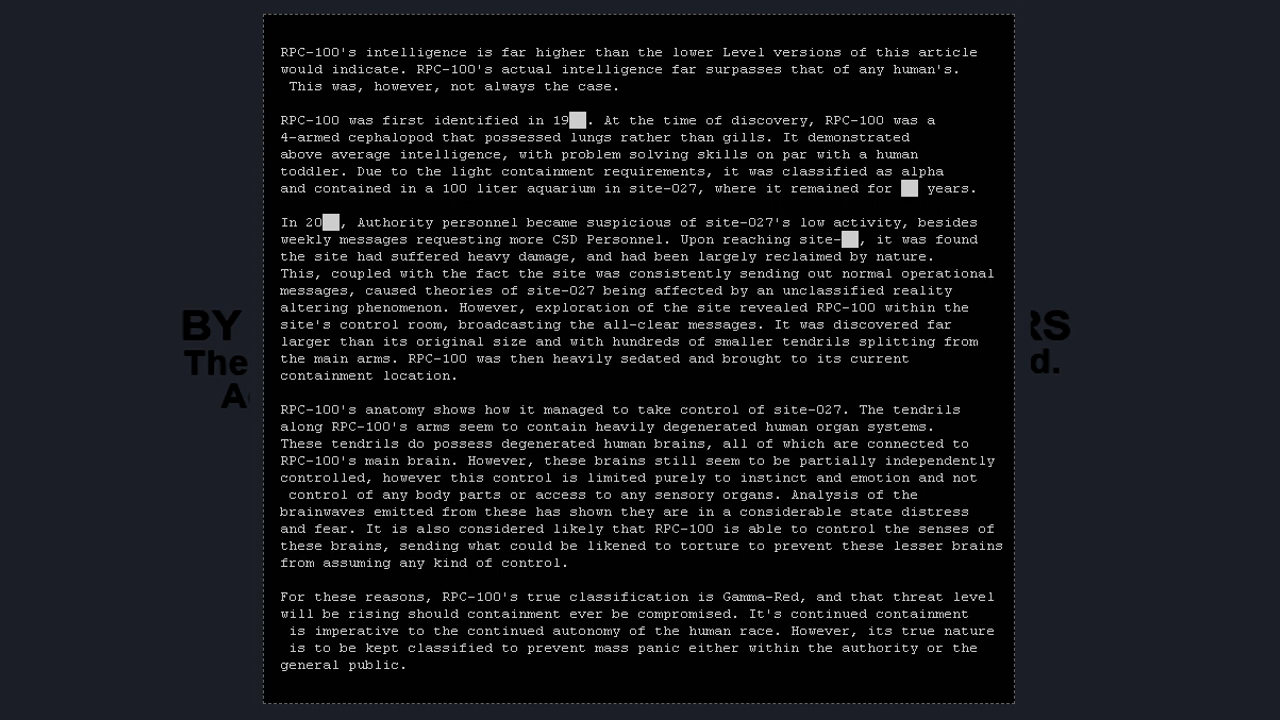 RPC-100's intelligence is far higher than the lower Level versions of this article
would indicate. RPC-100's actual intelligence far surpasses that of any human's.
This was, however, not always the case.
RPC-100 was first identified in 19██. At the time of discovery, RPC-100 was a
4-armed cephalopod that possessed lungs rather than gills. It demonstrated
above average intelligence, with problem solving skills on par with a human
toddler. Due to the light containment requirements, it was classified as alpha
and contained in a 100 liter aquarium in site-027, where it remained for ██ years.
In 20██, Authority personnel became suspicious of site-027's low activity, besides
weekly messages requesting more CSD Personnel. Upon reaching site-██, it was found
the site had suffered heavy damage, and had been largely reclaimed by nature.
This, coupled with the fact the site was consistently sending out normal operational
messages, caused theories of site-027 being affected by an unclassified reality
altering phenomenon. However, exploration of the site revealed RPC-100 within the
site's control room, broadcasting the all-clear messages. It was discovered far
larger than its original size and with hundreds of smaller tendrils splitting from
the main arms. RPC-100 was then heavily sedated and brought to its current
containment location.
RPC-100's anatomy shows how it managed to take control of site-027. The tendrils
along RPC-100's arms seem to contain heavily degenerated human organ systems.
These tendrils do possess degenerated human brains, all of which are connected to
RPC-100's main brain. However, these brains still seem to be partially independently
controlled, however this control is limited purely to instinct and emotion and not
control of any body parts or access to any sensory organs. Analysis of the
brainwaves emitted from these has shown they are in a considerable state distress
and fear. It is also considered likely that RPC-100 is able to control the senses of
these brains, sending what could be likened to torture to prevent these lesser brains
from assuming any kind of control.
For these reasons, RPC-100's true classification is Gamma-Red, and that threat level
will be rising should containment ever be compromised. It's continued containment
is imperative to the continued autonomy of the human race. However, its true nature
is to be kept classified to prevent mass panic either within the authority or the
general public.
BY
The